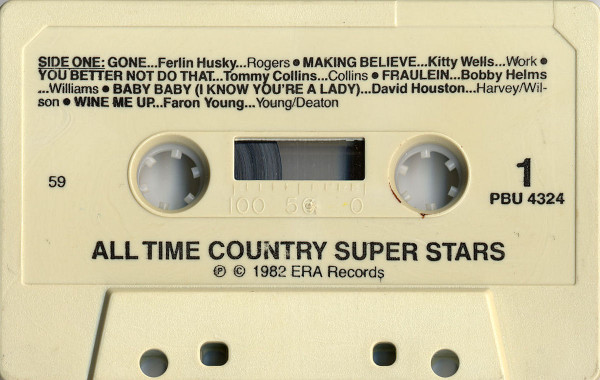 SIDE ONE: GONE...Ferlin Husky...Rogers ● MAKING BELIEVE...Kitty Wells...Work ●
YOU BETTER NOT DO THAT...Tommy Collins...Collins ● FRAULEIN...Bobby Helms
...Williams ● BABY BABY (I KNOW YOU'RE A LADY)...David Houston...Harvey/Wil-
son ● WINE ME UP...Faron Young...Young/Deaton
59
100 50 0
1
PBU 4324
ALL TIME COUNTRY SUPER STARS
℗ © 1982 ERA Records